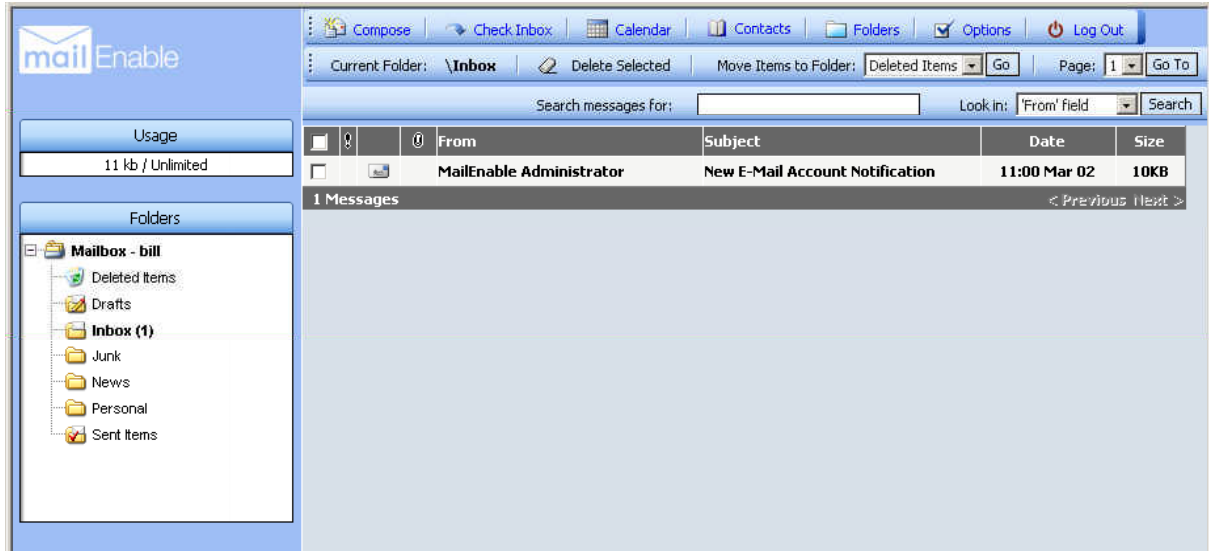 mail Enable
Compose Check Inbox Calendar Contacts Folders Options Log Out
Current Folder: \Inbox Delete Selected Move Items to Folder: Deleted Items Go Page: 1 Go To
Search messages for: Look in: 'From' field Search
Usage
11 kb / Unlimited
Folders
Mailbox - bill
Deleted Items
Drafts
Inbox (1)
Junk
News
Personal
Sent Items
From Subject Date Size
MailEnable Administrator New E-Mail Account Notification 11:00 Mar 02 10KB
1 Messages < Previous Next >